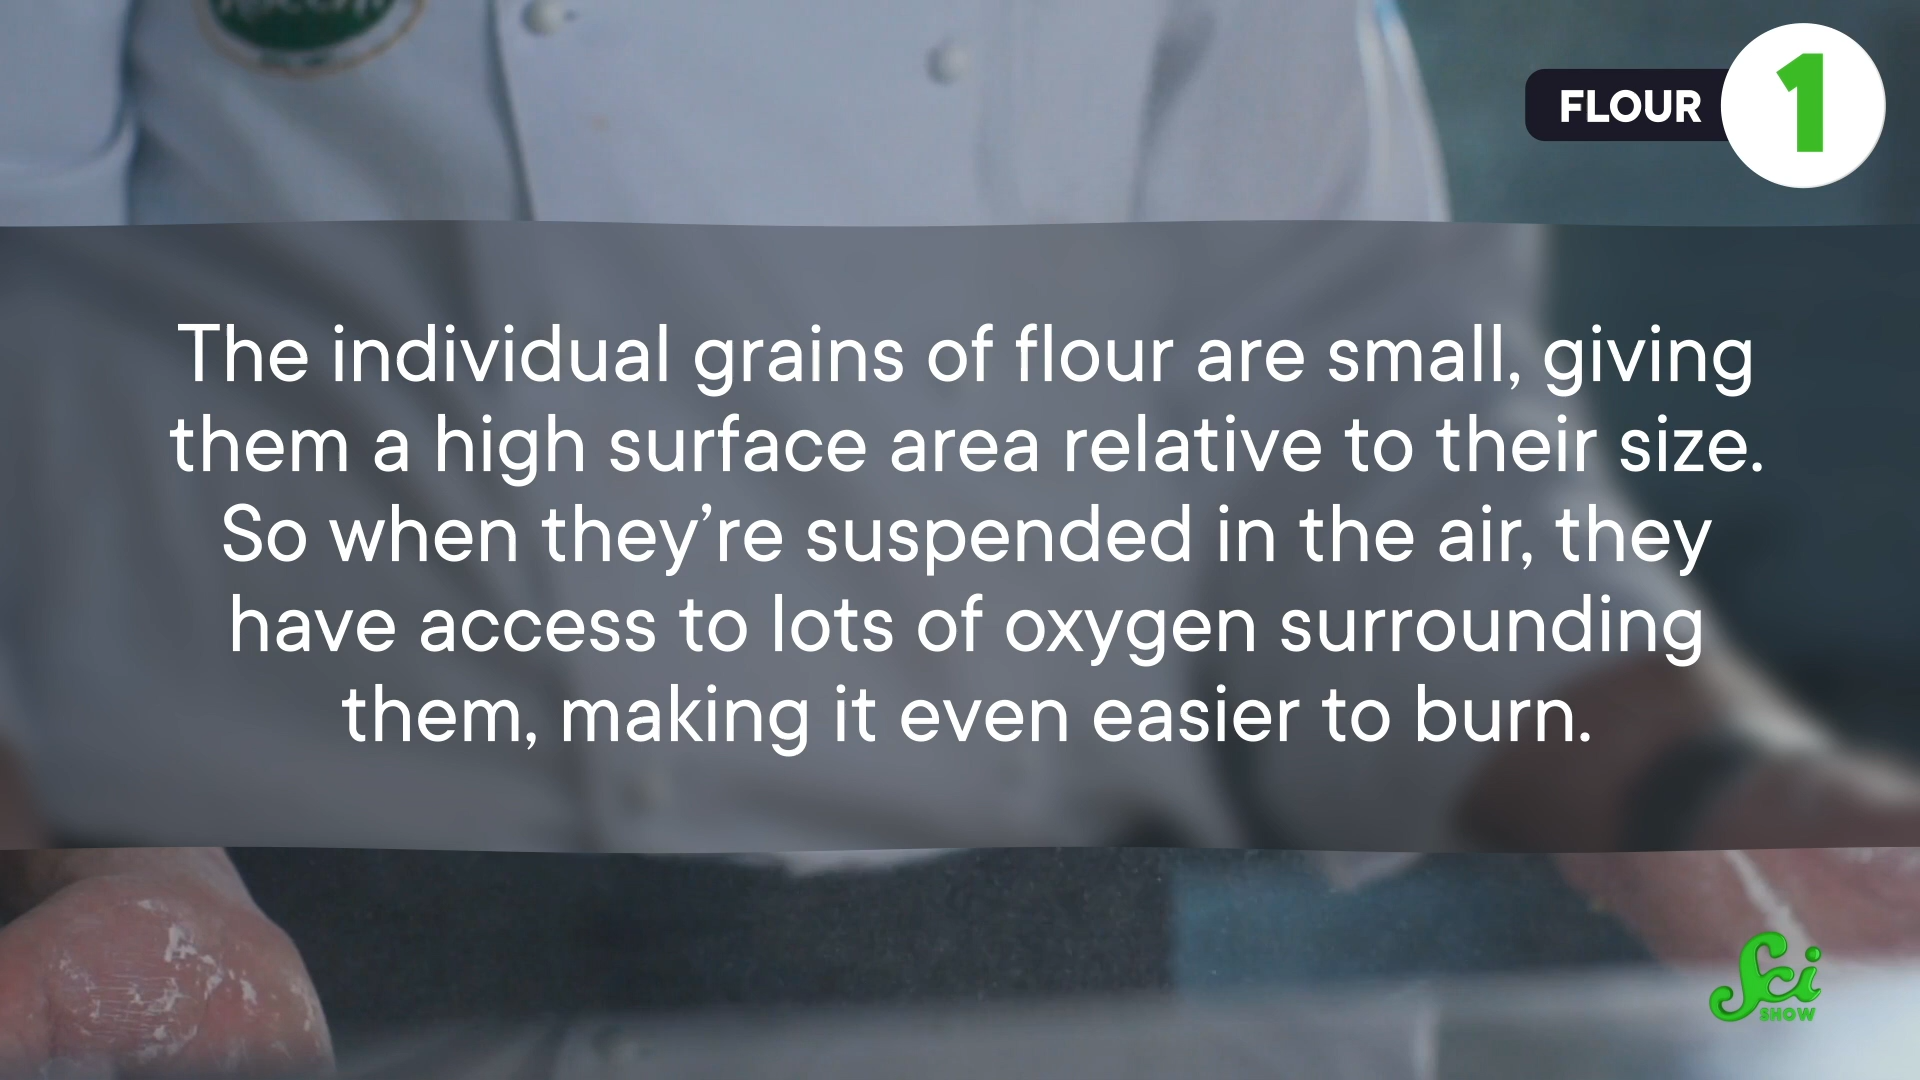 FLOUR 1
The individual grains of flour are small, giving
them a high surface area relative to their size.
So when they’re suspended in the air, they
have access to lots of oxygen surrounding
them, making it even easier to burn.
Sci
SHOW